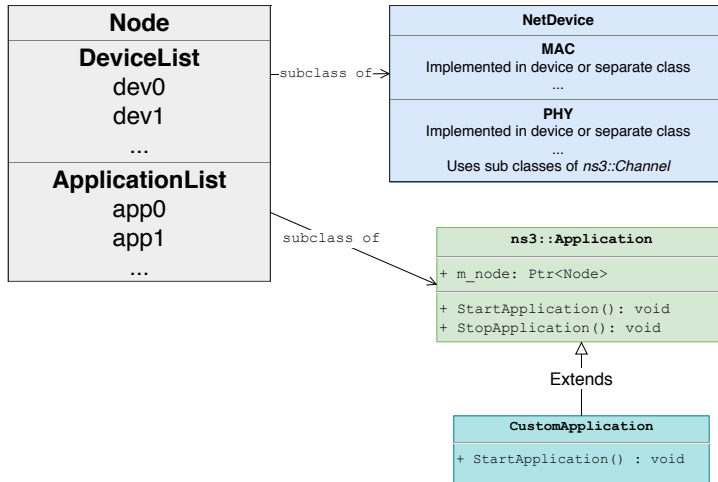 Node
DeviceList
dev0
dev1
...
ApplicationList
app0
app1
...
subclass of
NetDevice
MAC
Implemented in device or separate class
...
PHY
Implemented in device or separate class
...
Uses sub classes of ns3::Channel
subclass of
ns3::Application
+ m_node: Ptr<Node>
+ StartApplication(): void
+ StopApplication(): void
Extends
CustomApplication
+ StartApplication() : void